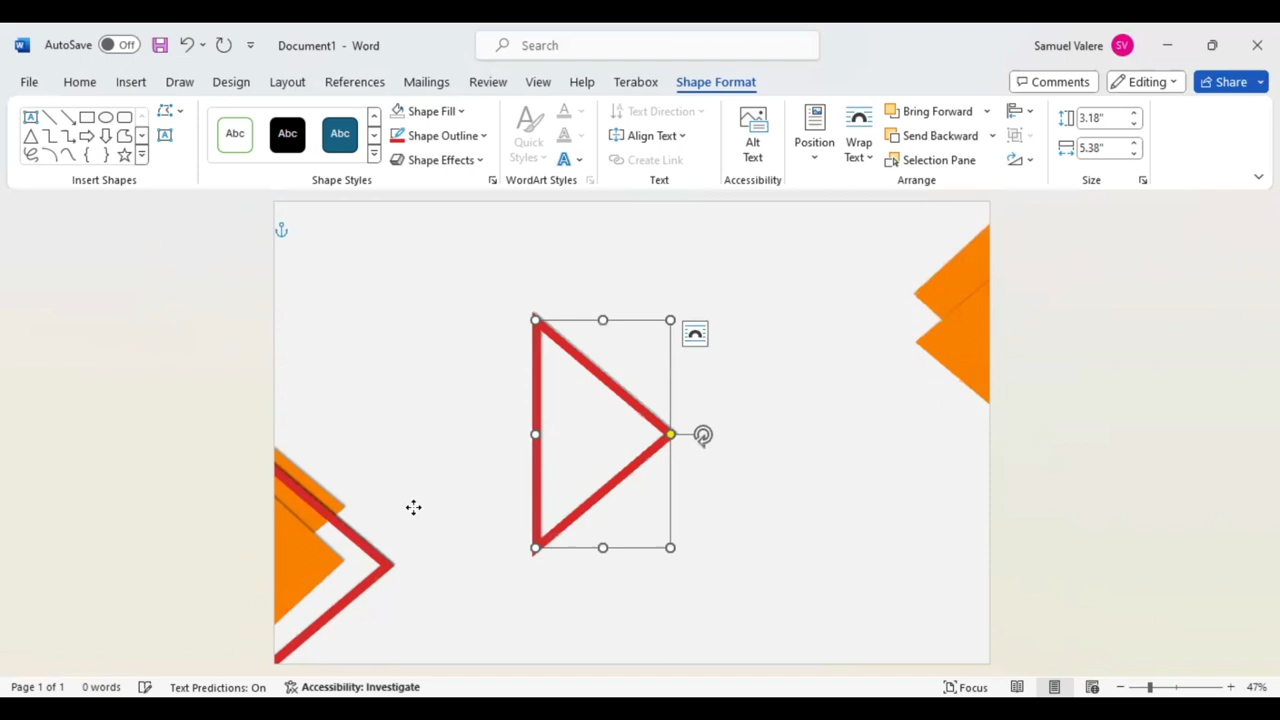 AutoSave Off Document1 - Word Search Samuel Valere SV
File Home Insert Draw Design Layout References Mailings Review View Help Terabox Shape Format Comments Editing Share
Abc Abc Abc Shape Fill Text Direction Bring Forward 3.18"
Shape Outline Quick Styles Align Text Alt Text Position Wrap Text Send Backward
Shape Effects Create Link Selection Pane 5.38"
Insert Shapes Shape Styles WordArt Styles Text Accessibility Arrange Size
Page 1 of 1 0 words Text Predictions: On Accessibility: Investigate Focus 47%